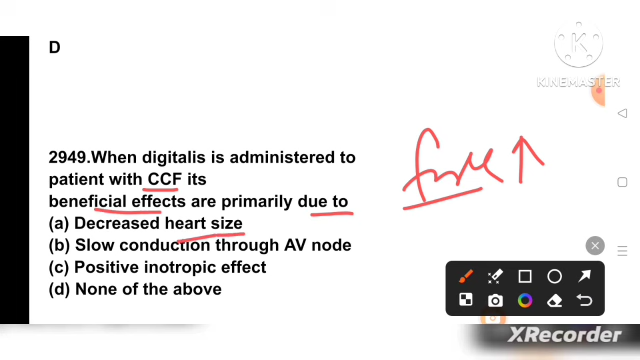 D
K
KINEMASTER
2949.When digitalis is administered to
patient with CCF its
beneficial effects are primarily due to
(a) Decreased heart size
(b) Slow conduction through AV node
(c) Positive inotropic effect
(d) None of the above
force ↑
XRecorder